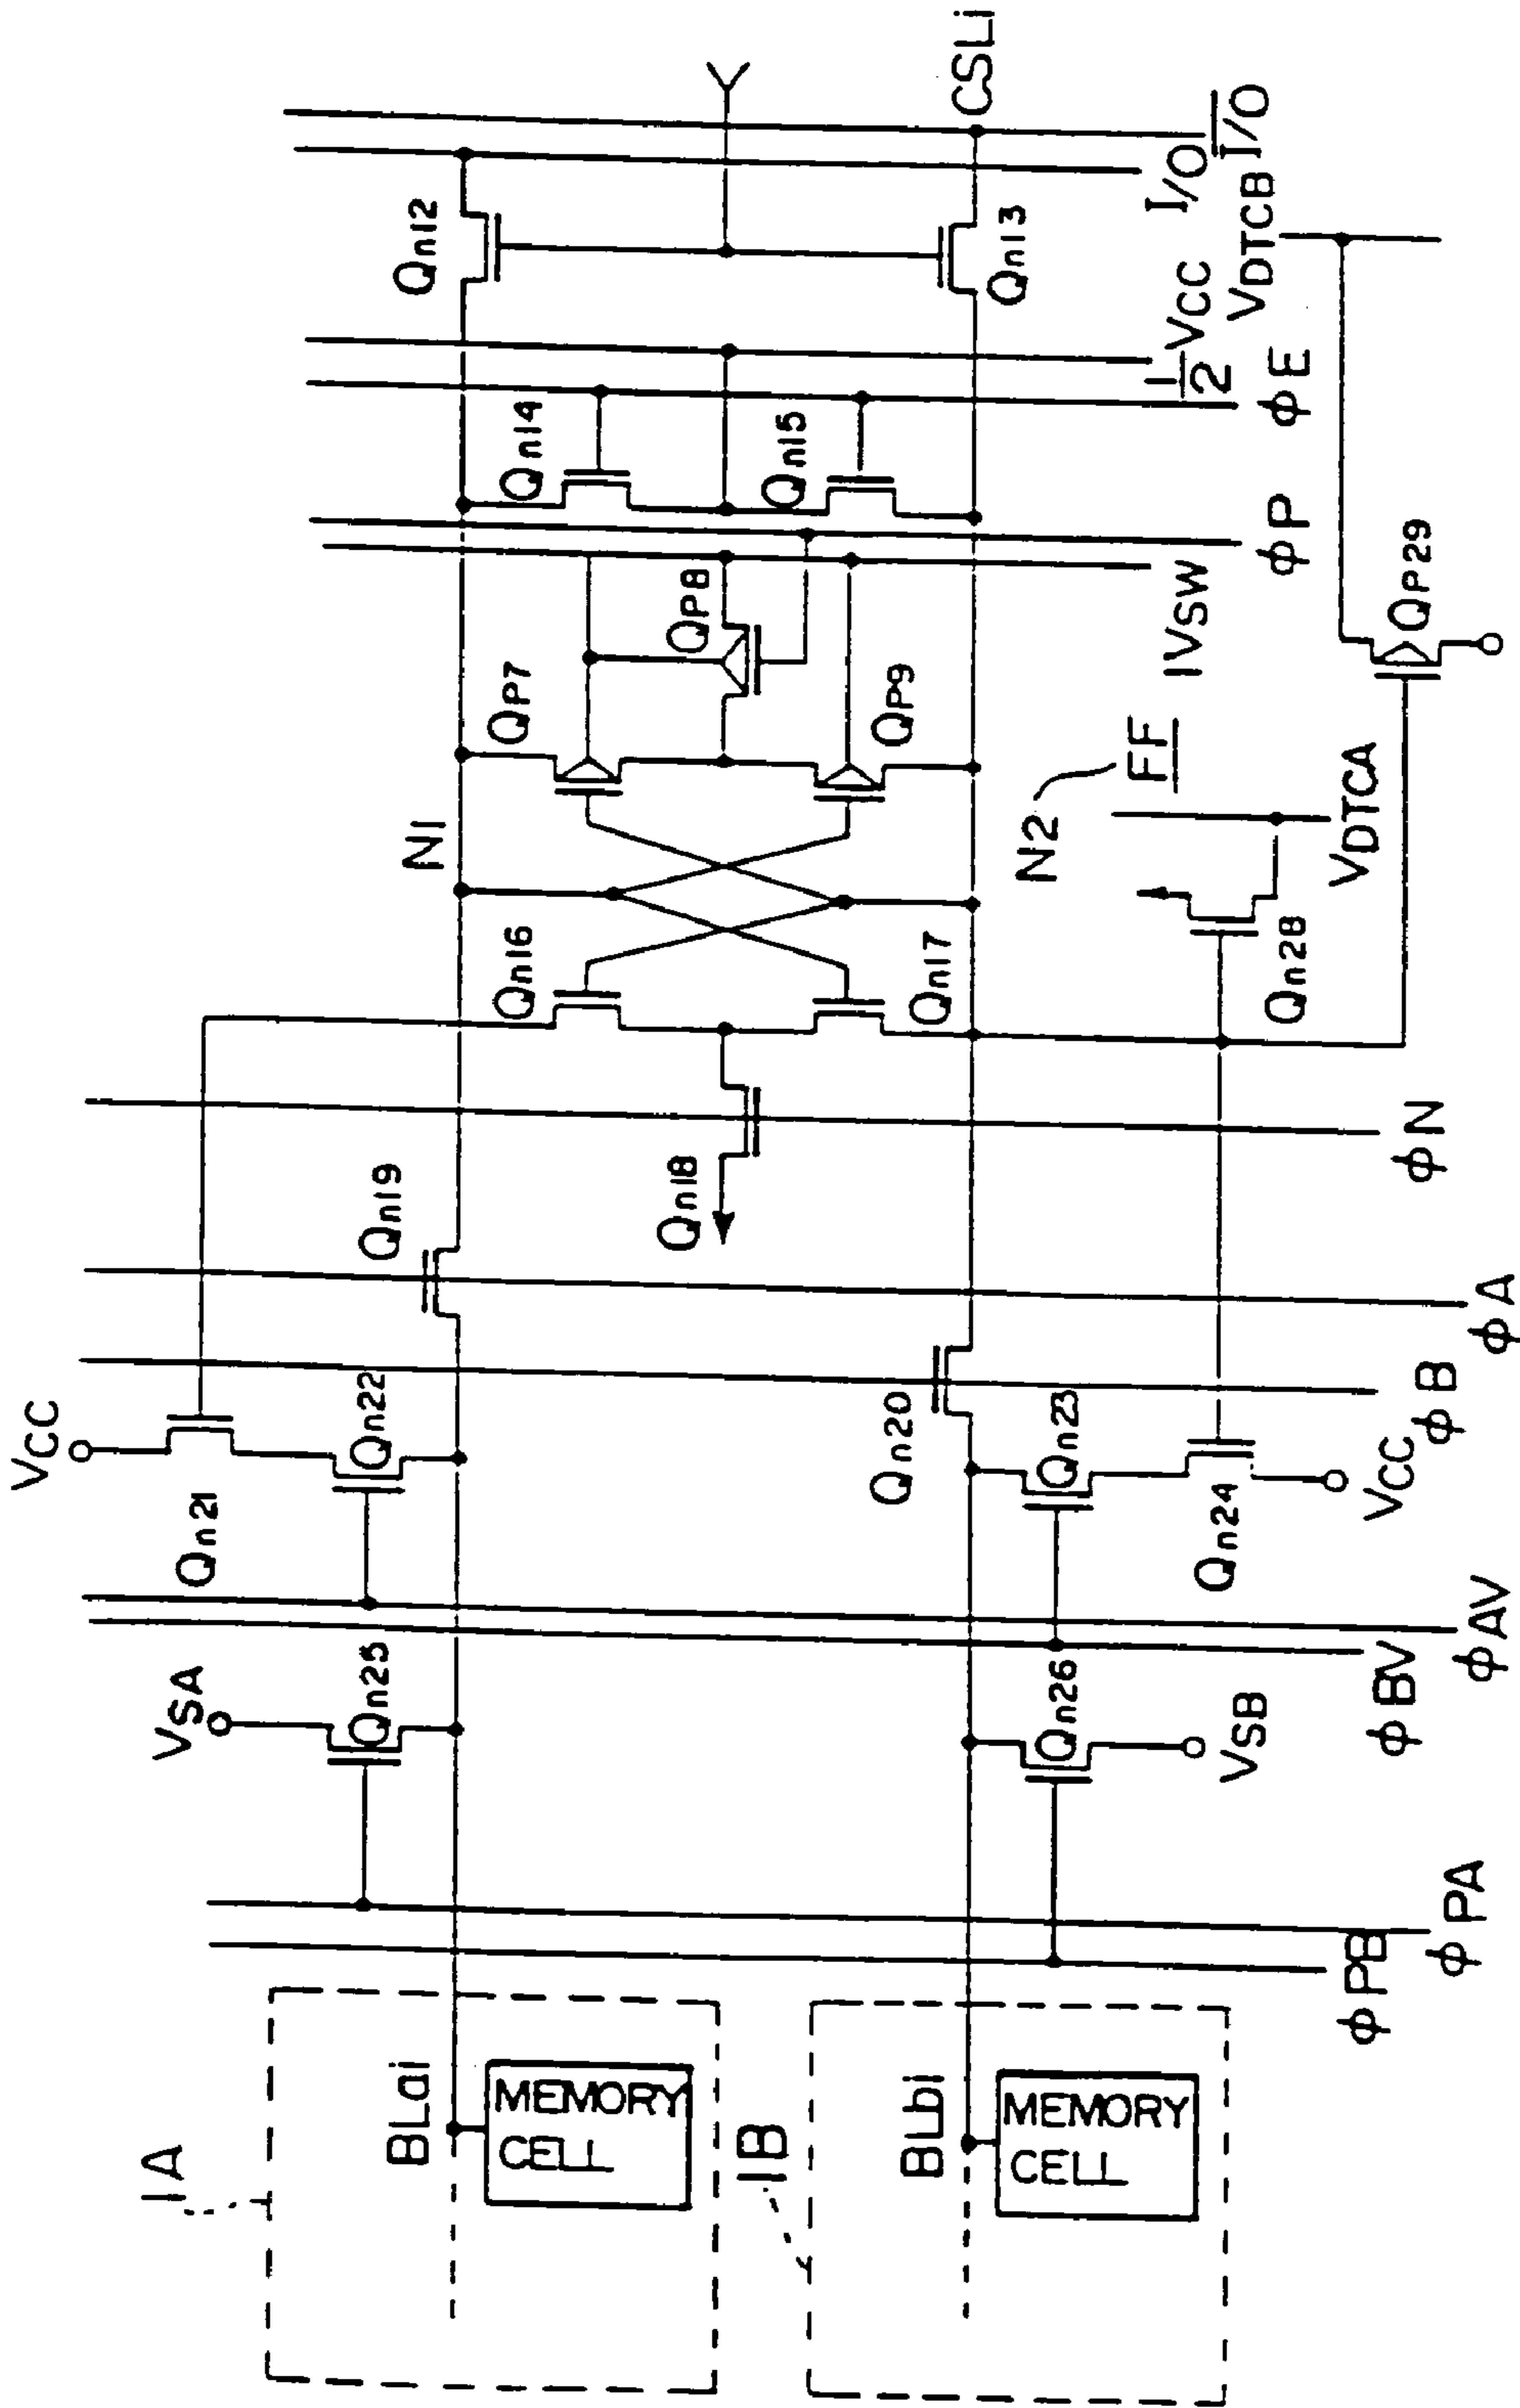 CSLi
Qn12
Qn13
I/O
I/O
VDTCB
1/2 VCC
φE
Qn14
Qn15
φP
IVSW
QP8
QP7
QP9
QP29
N1
N2
FF
VDTCA
Qn16
Qn17
Qn28
φN
Qn18
Qn19
φA
φB
VCC
Qn22
Qn21
Qn20
Qn23
Qn24
VCC
φAV
φBV
VSA
Qn25
Qn26
VSB
φPA
φPB
1A
BLai
MEMORY
CELL
1B
BLbi
MEMORY
CELL